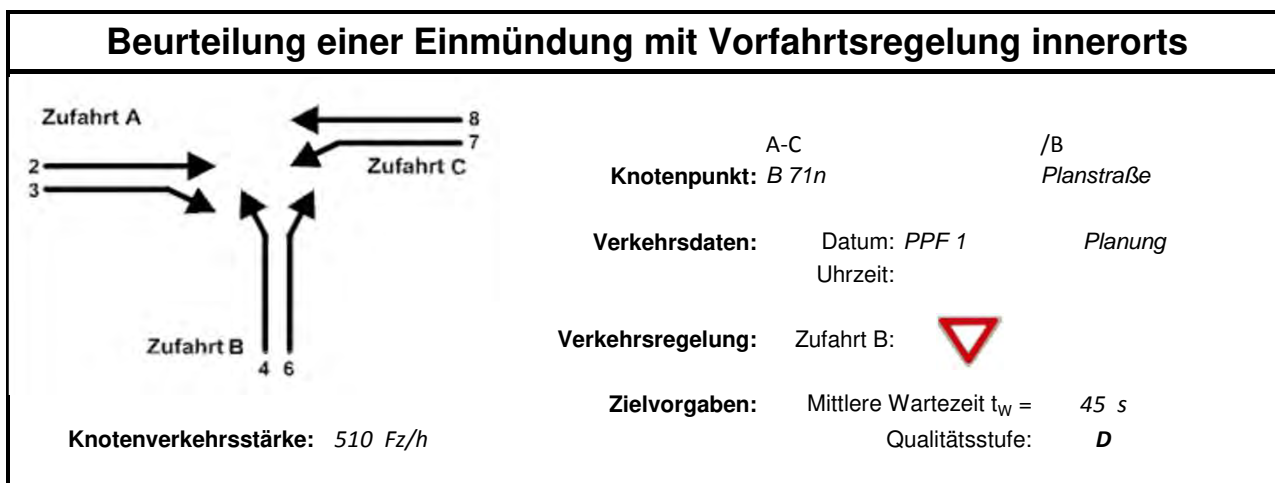 Beurteilung einer Einmündung mit Vorfahrtsregelung innerorts
Zufahrt A
8
7
Zufahrt C
2
3
Zufahrt B
4 6
Knotenverkehrsstärke: 510 Fz/h
A-C /B
Knotenpunkt: B 71n Planstraße
Verkehrsdaten: Datum: PPF 1 Planung
Uhrzeit:
Verkehrsregelung: Zufahrt B:
Zielvorgaben: Mittlere Wartezeit tW = 45 s
Qualitätsstufe: D